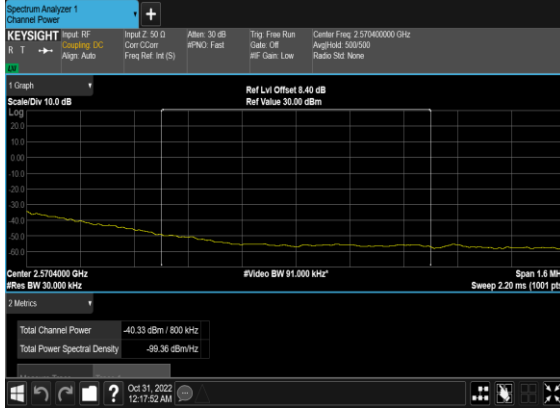 Spectrum Analyzer 1
Channel Power
+
KEYSIGHT Input: RF Input Z: 50 Ω Atten: 30 dB Trig: Free Run Center Freq: 2.570400000 GHz
R T Coupling: DC Corr CCorr #PNO: Fast Gate: Off Avg|Hold: 500/500
Align: Auto Freq Ref: Int (S) #IF Gain: Low Radio Std: None
1 Graph
Ref Lvl Offset 8.40 dB
Scale/Div 10.0 dB Ref Value 30.00 dBm
Log
20.0
10.0
0.00
-10.0
-20.0
-30.0
-40.0
-50.0
-60.0
Center 2.5704000 GHz #Video BW 91.000 kHz* Span 1.6 MH
#Res BW 30.000 kHz Sweep 2.20 ms (1001 pts
2 Metrics
Total Channel Power -40.33 dBm / 800 kHz
Total Power Spectral Density -99.36 dBm/Hz
? Oct 31, 2022
12:17:52 AM